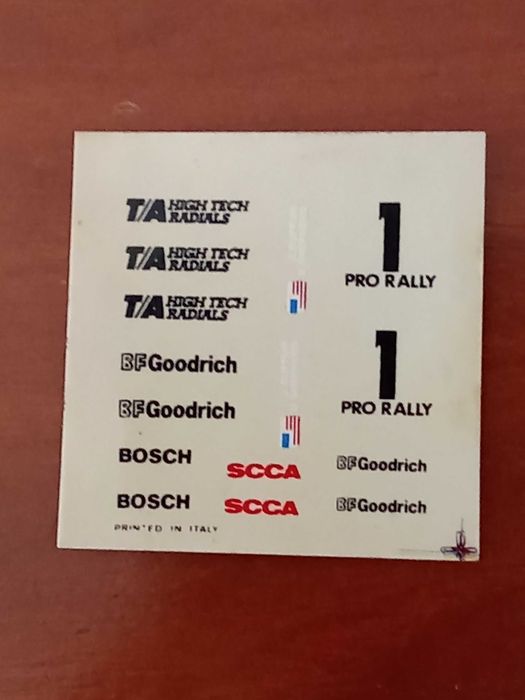 T/A HIGH TECH RADIALS
T/A HIGH TECH RADIALS
T/A HIGH TECH RADIALS
BFGoodrich
BFGoodrich
BOSCH
BOSCH
PRINTED IN ITALY
SCCA
SCCA
1
PRO RALLY
1
PRO RALLY
BFGoodrich
BFGoodrich